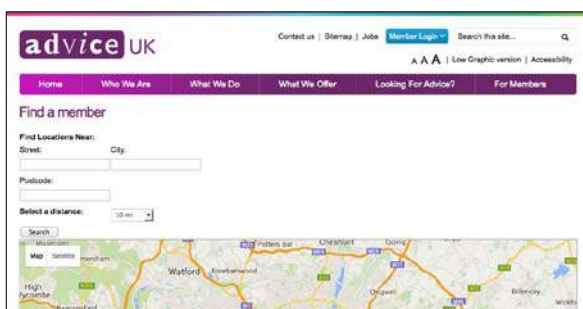 advice UK
Contact us | Sitemap | Jobs
Member Login
Search this site...
A A A | Low Graphic version | Accessibility
Home
Who We Are
What We Do
What We Offer
Looking For Advice?
For Members
Find a member
Find Locations Near:
Street:
City:
Postcode:
Select a distance:
Search
Map
Satellite
Potters Bar
Cheshunt
Epping
Watford
Borehamwood
High
Wycombe
Chigwell
Billericay